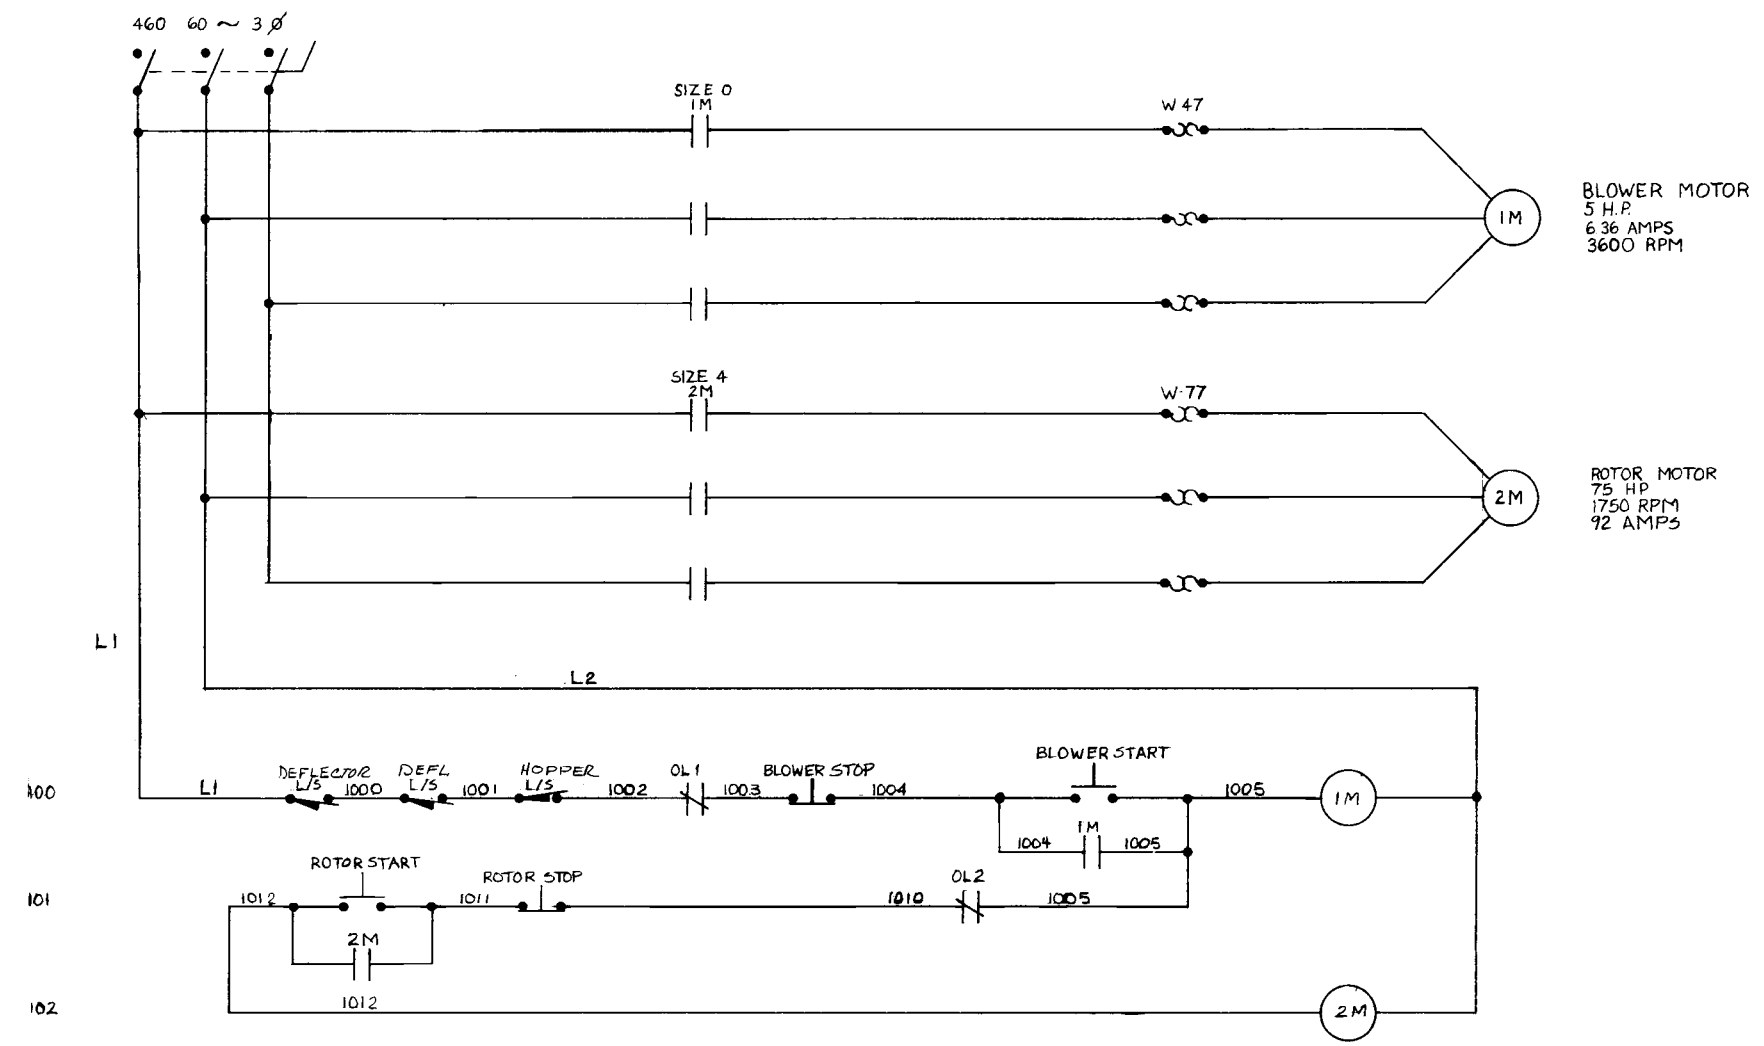 460 60 ~ 3 Ø
SIZE 0
1M
W 47
1M
BLOWER MOTOR
5 H.P.
6.36 AMPS
3600 RPM
SIZE 4
2M
W-77
2M
ROTOR MOTOR
75 HP
1750 RPM
92 AMPS
L1
L2
100
L1
DEFLECTOR
L/S
1000
DEFL
L/S
1001
HOPPER
L/S
1002
OL1
1003
BLOWER STOP
1004
BLOWER START
1005
1M
1004
1M
1005
101
1012
ROTOR START
1011
ROTOR STOP
1010
OL2
1005
2M
102
1012
2M